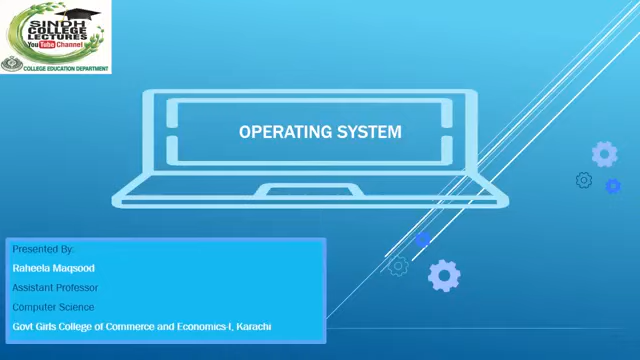 SINDH
COLLEGE
LECTURES
YouTube Channel
COLLEGE EDUCATION DEPARTMENT
OPERATING SYSTEM
Presented By:
Raheela Maqsood
Assistant Professor
Computer Science
Govt Girls College of Commerce and Economics-I, Karachi